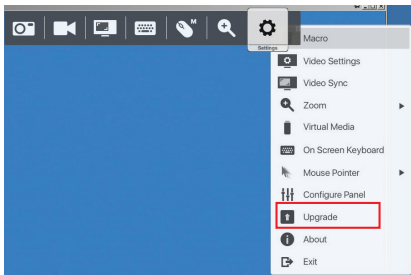 M
Settings
Macro
Video Settings
Video Sync
Zoom
Virtual Media
On Screen Keyboard
Mouse Pointer
Configure Panel
Upgrade
About
Exit